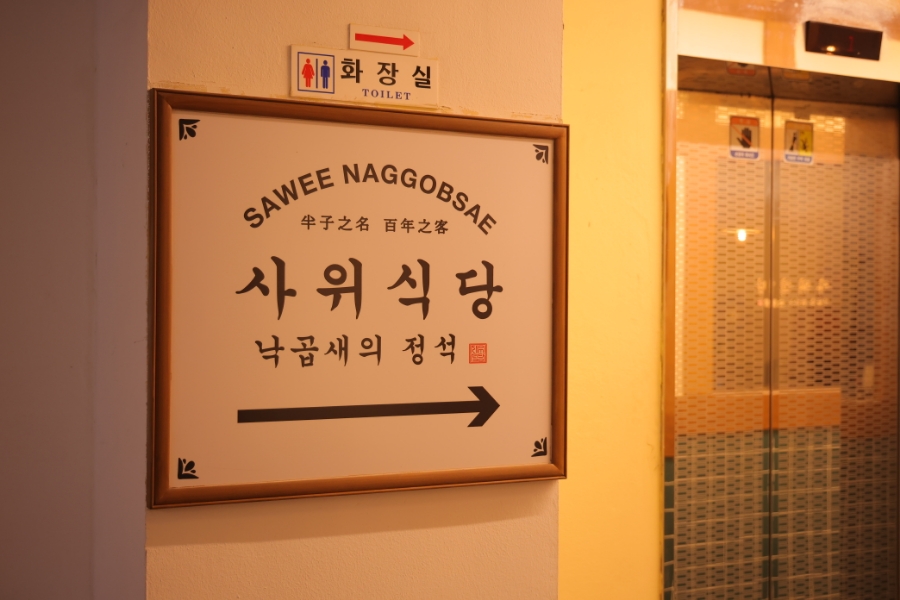 화장실
TOILET
SAWEE NAGGOBSAE
半子之名 百年之客
사위식당
낙곱새의 정석